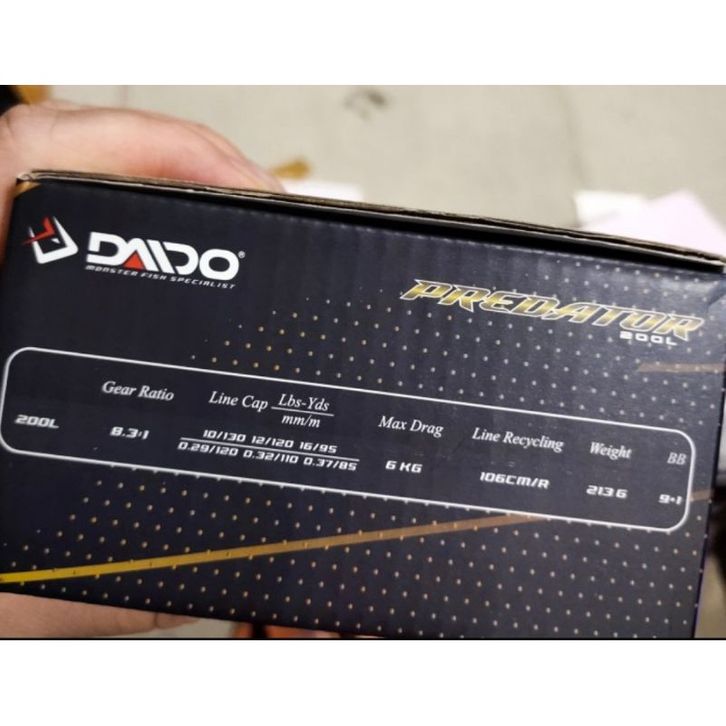 DAIDO®
MONSTER FISH SPECIALIST
PREDATOR
200L
Gear Ratio Line Cap Lbs-Yds mm/m Max Drag Line Recycling Weight BB
200L 8.3:1 10/130 12/120 16/95 6 KG 106CM/R 213 G 9+1
0.29/120 0.32/110 0.37/85